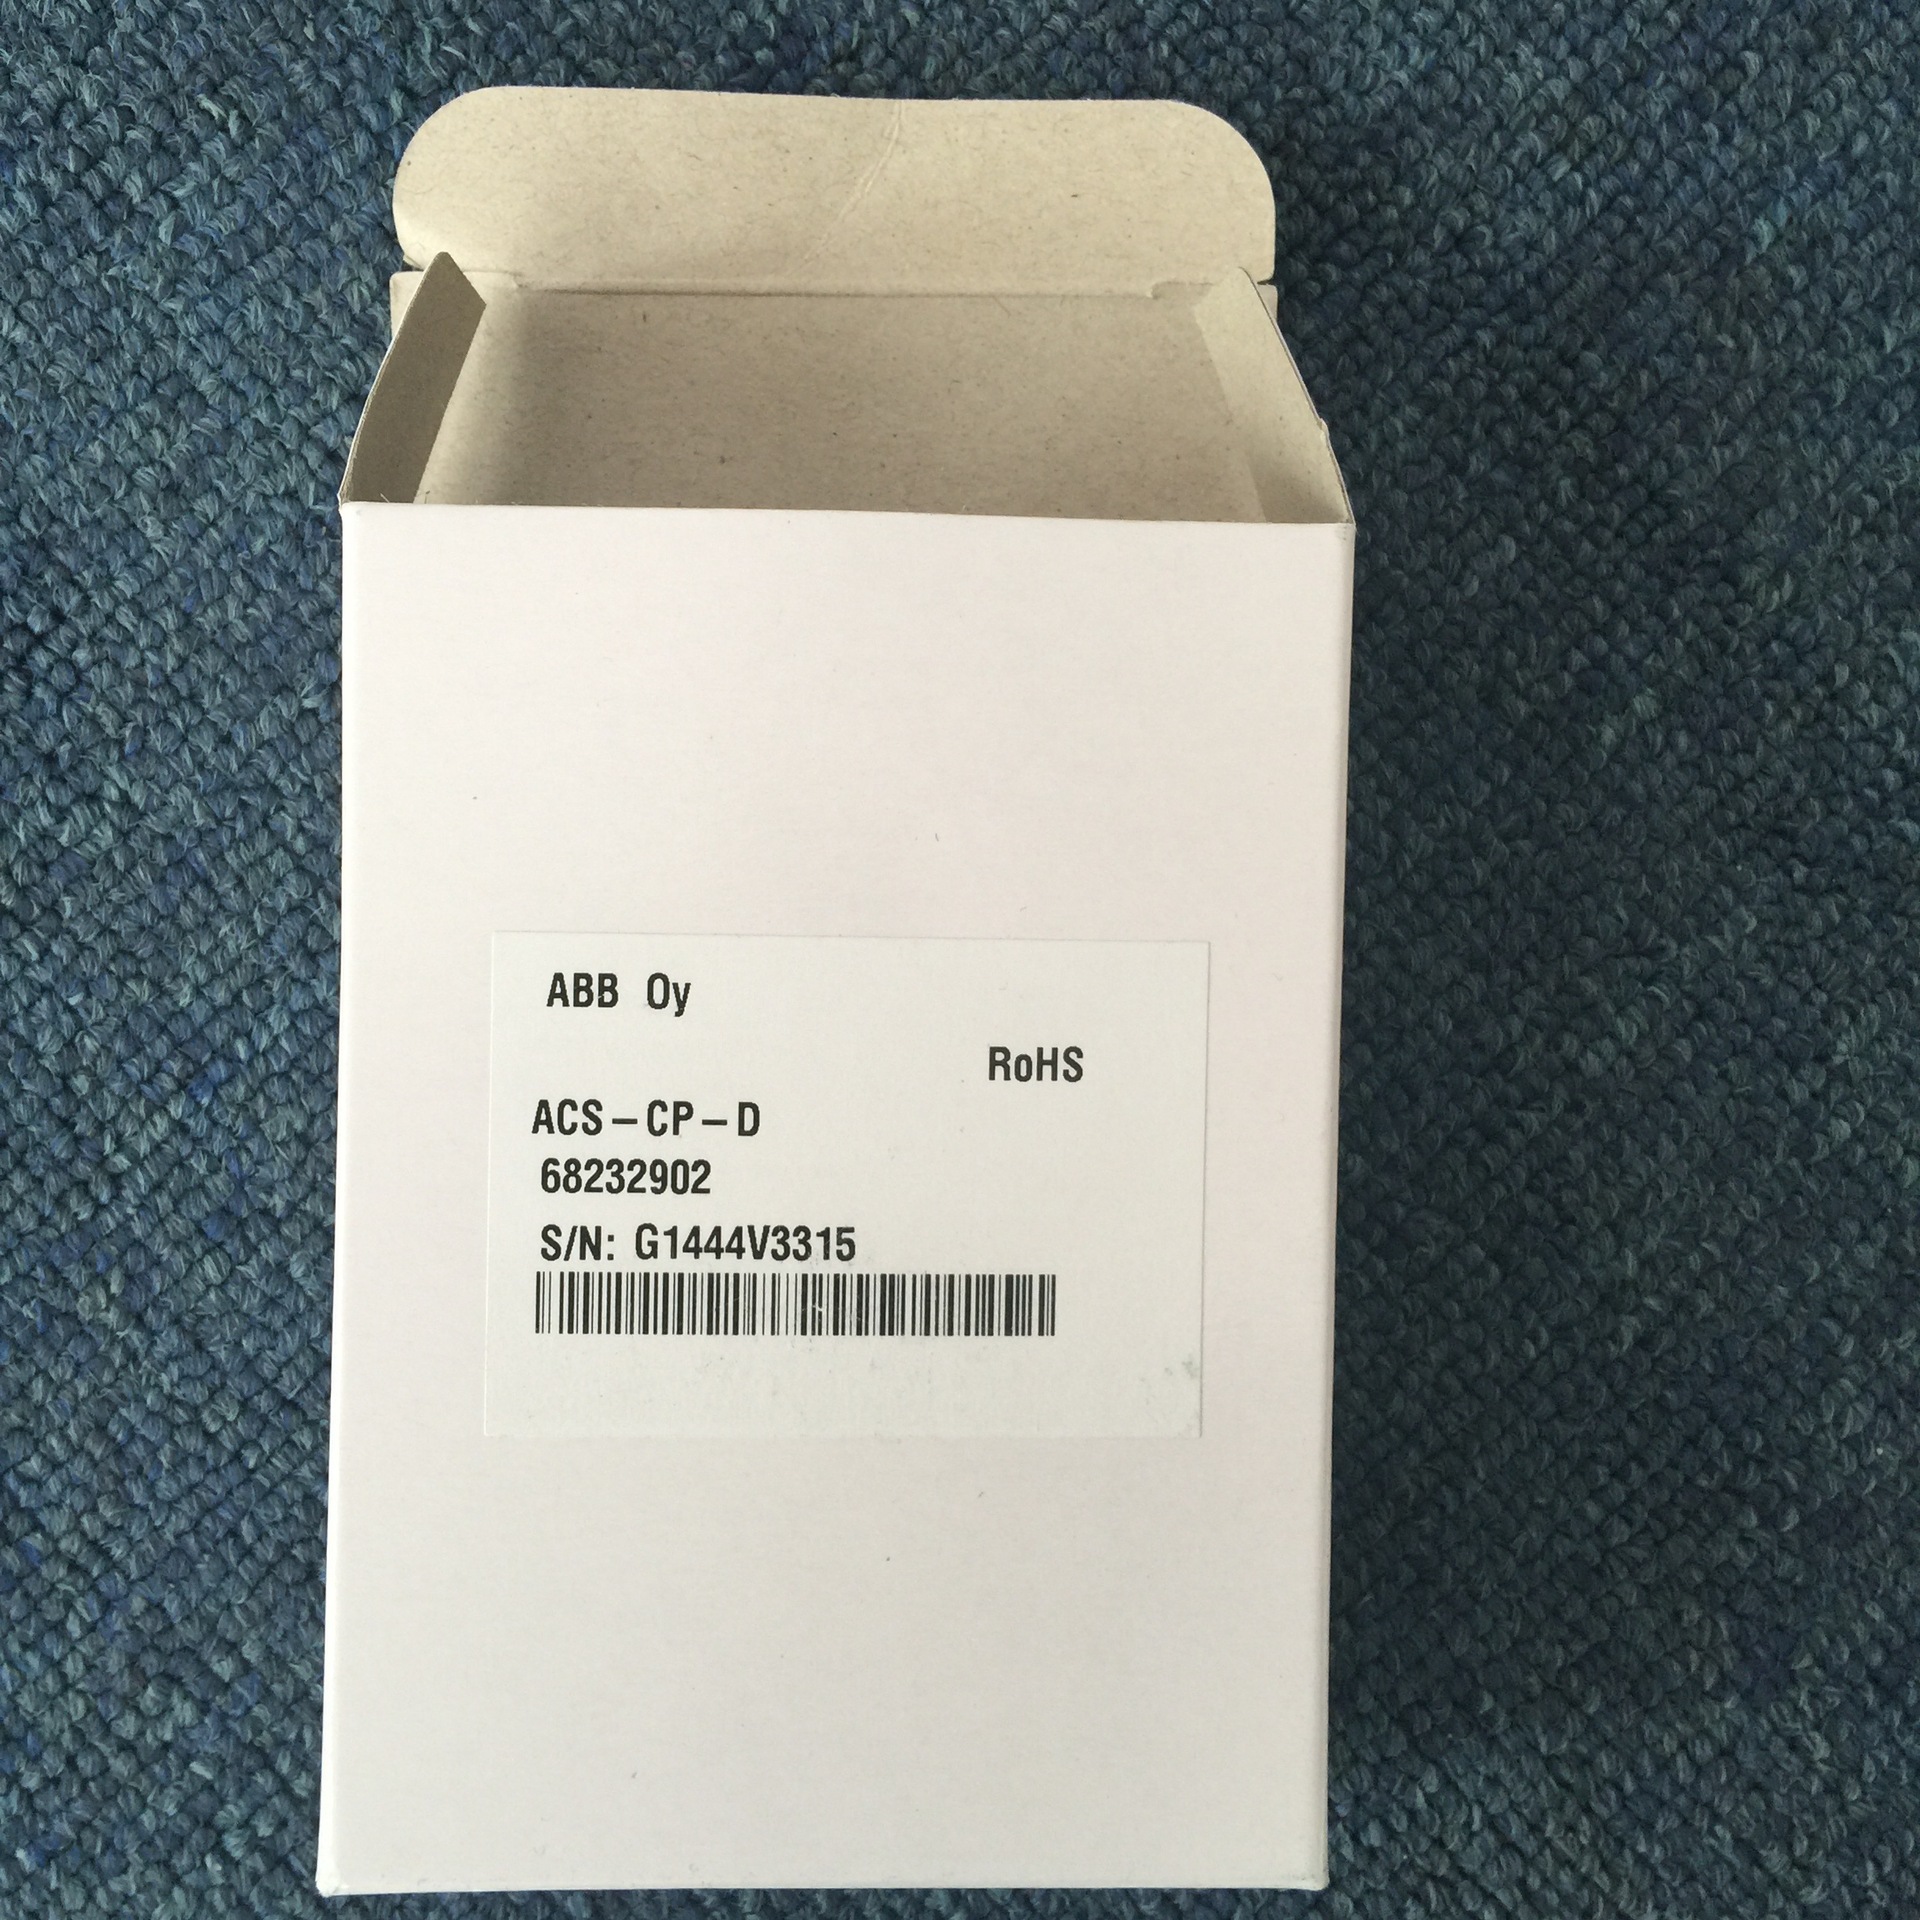 ABB Oy
RoHS
ACS-CP-D
68232902
S/N: G1444V3315